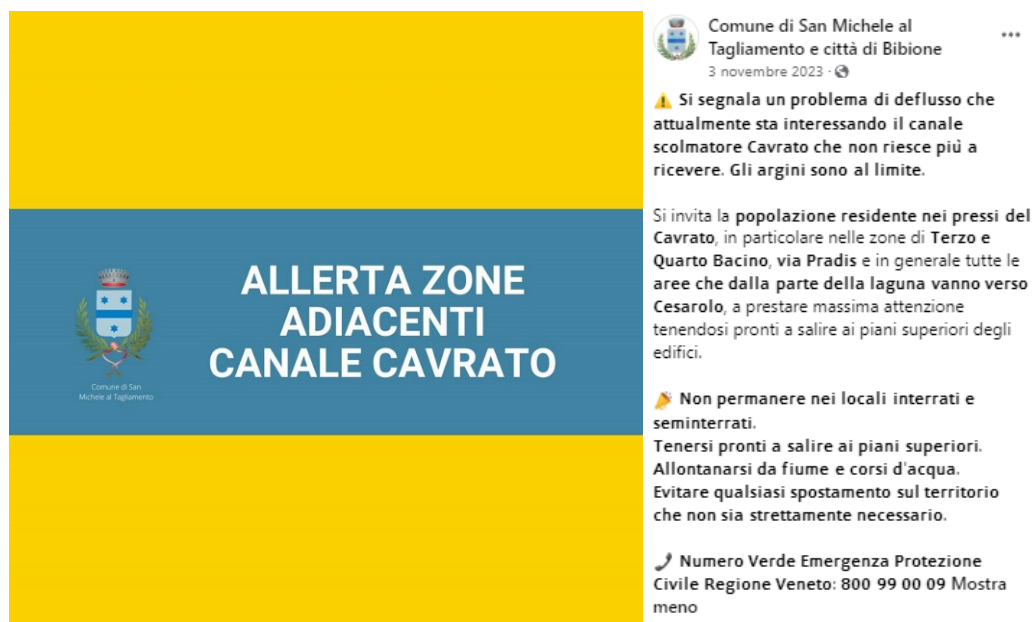 ALLERTA ZONE
ADIACENTI
CANALE CAVRATO
Comune di San
Michele al Tagliamento
Comune di San Michele al
Tagliamento e città di Bibione
3 novembre 2023 ·
Si segnala un problema di deflusso che
attualmente sta interessando il canale
scolmatore Cavrato che non riesce più a
ricevere. Gli argini sono al limite.
Si invita la popolazione residente nei pressi del
Cavrato, in particolare nelle zone di Terzo e
Quarto Bacino, via Pradis e in generale tutte le
aree che dalla parte della laguna vanno verso
Cesarolo, a prestare massima attenzione
tenendosi pronti a salire ai piani superiori degli
edifici.
Non permanere nei locali interrati e
seminterrati.
Tenersi pronti a salire ai piani superiori.
Allontanarsi da fiume e corsi d'acqua.
Evitare qualsiasi spostamento sul territorio
che non sia strettamente necessario.
Numero Verde Emergenza Protezione
Civile Regione Veneto: 800 99 00 09 Mostra
meno